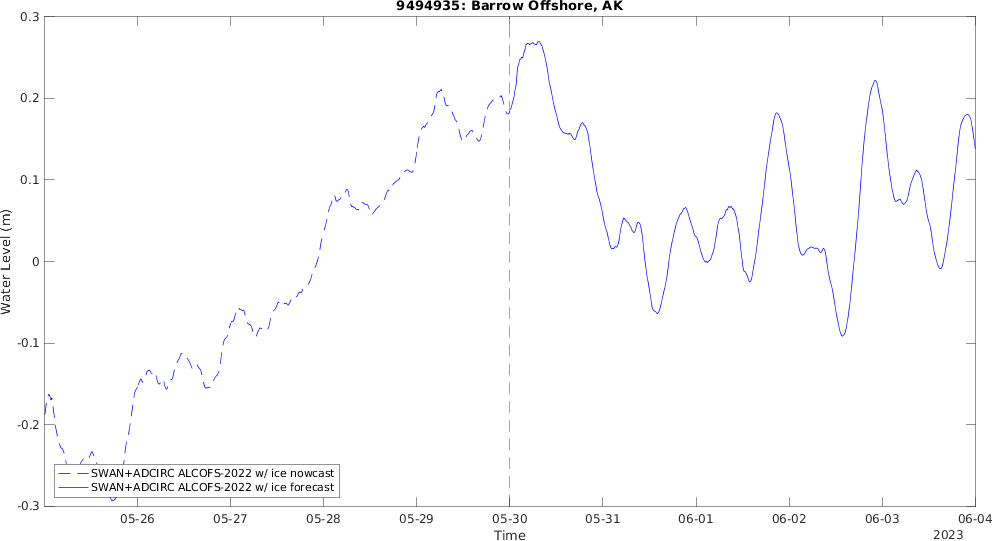 9494935: Barrow Offshore, AK
0.3
0.2
0.1
0
-0.1
-0.2
-0.3
Water Level (m)
SWAN+ADCIRC ALCOFS-2022 w/ ice nowcast
SWAN+ADCIRC ALCOFS-2022 w/ ice forecast
05-26 05-27 05-28 05-29 05-30 05-31 06-01 06-02 06-03 06-04
Time
2023